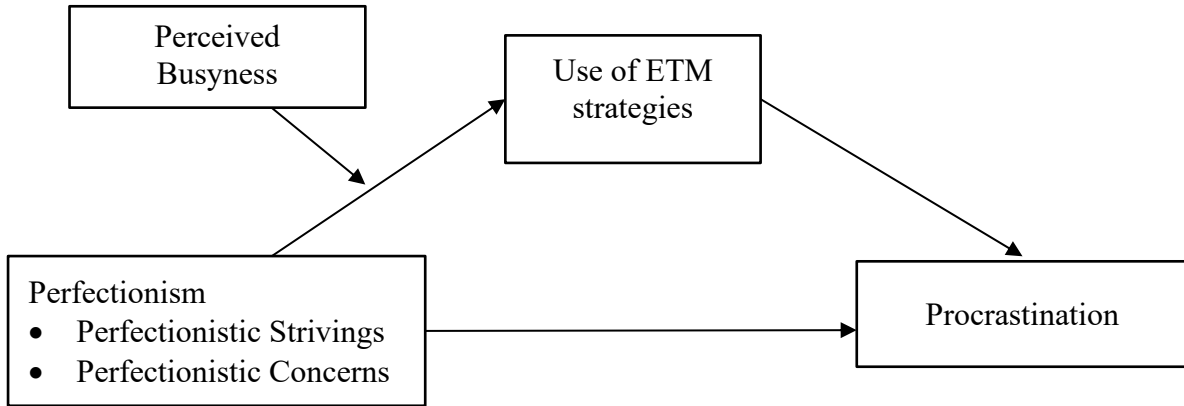 Perceived
Busyness
Use of ETM
strategies
Perfectionism
• Perfectionistic Strivings
• Perfectionistic Concerns
Procrastination